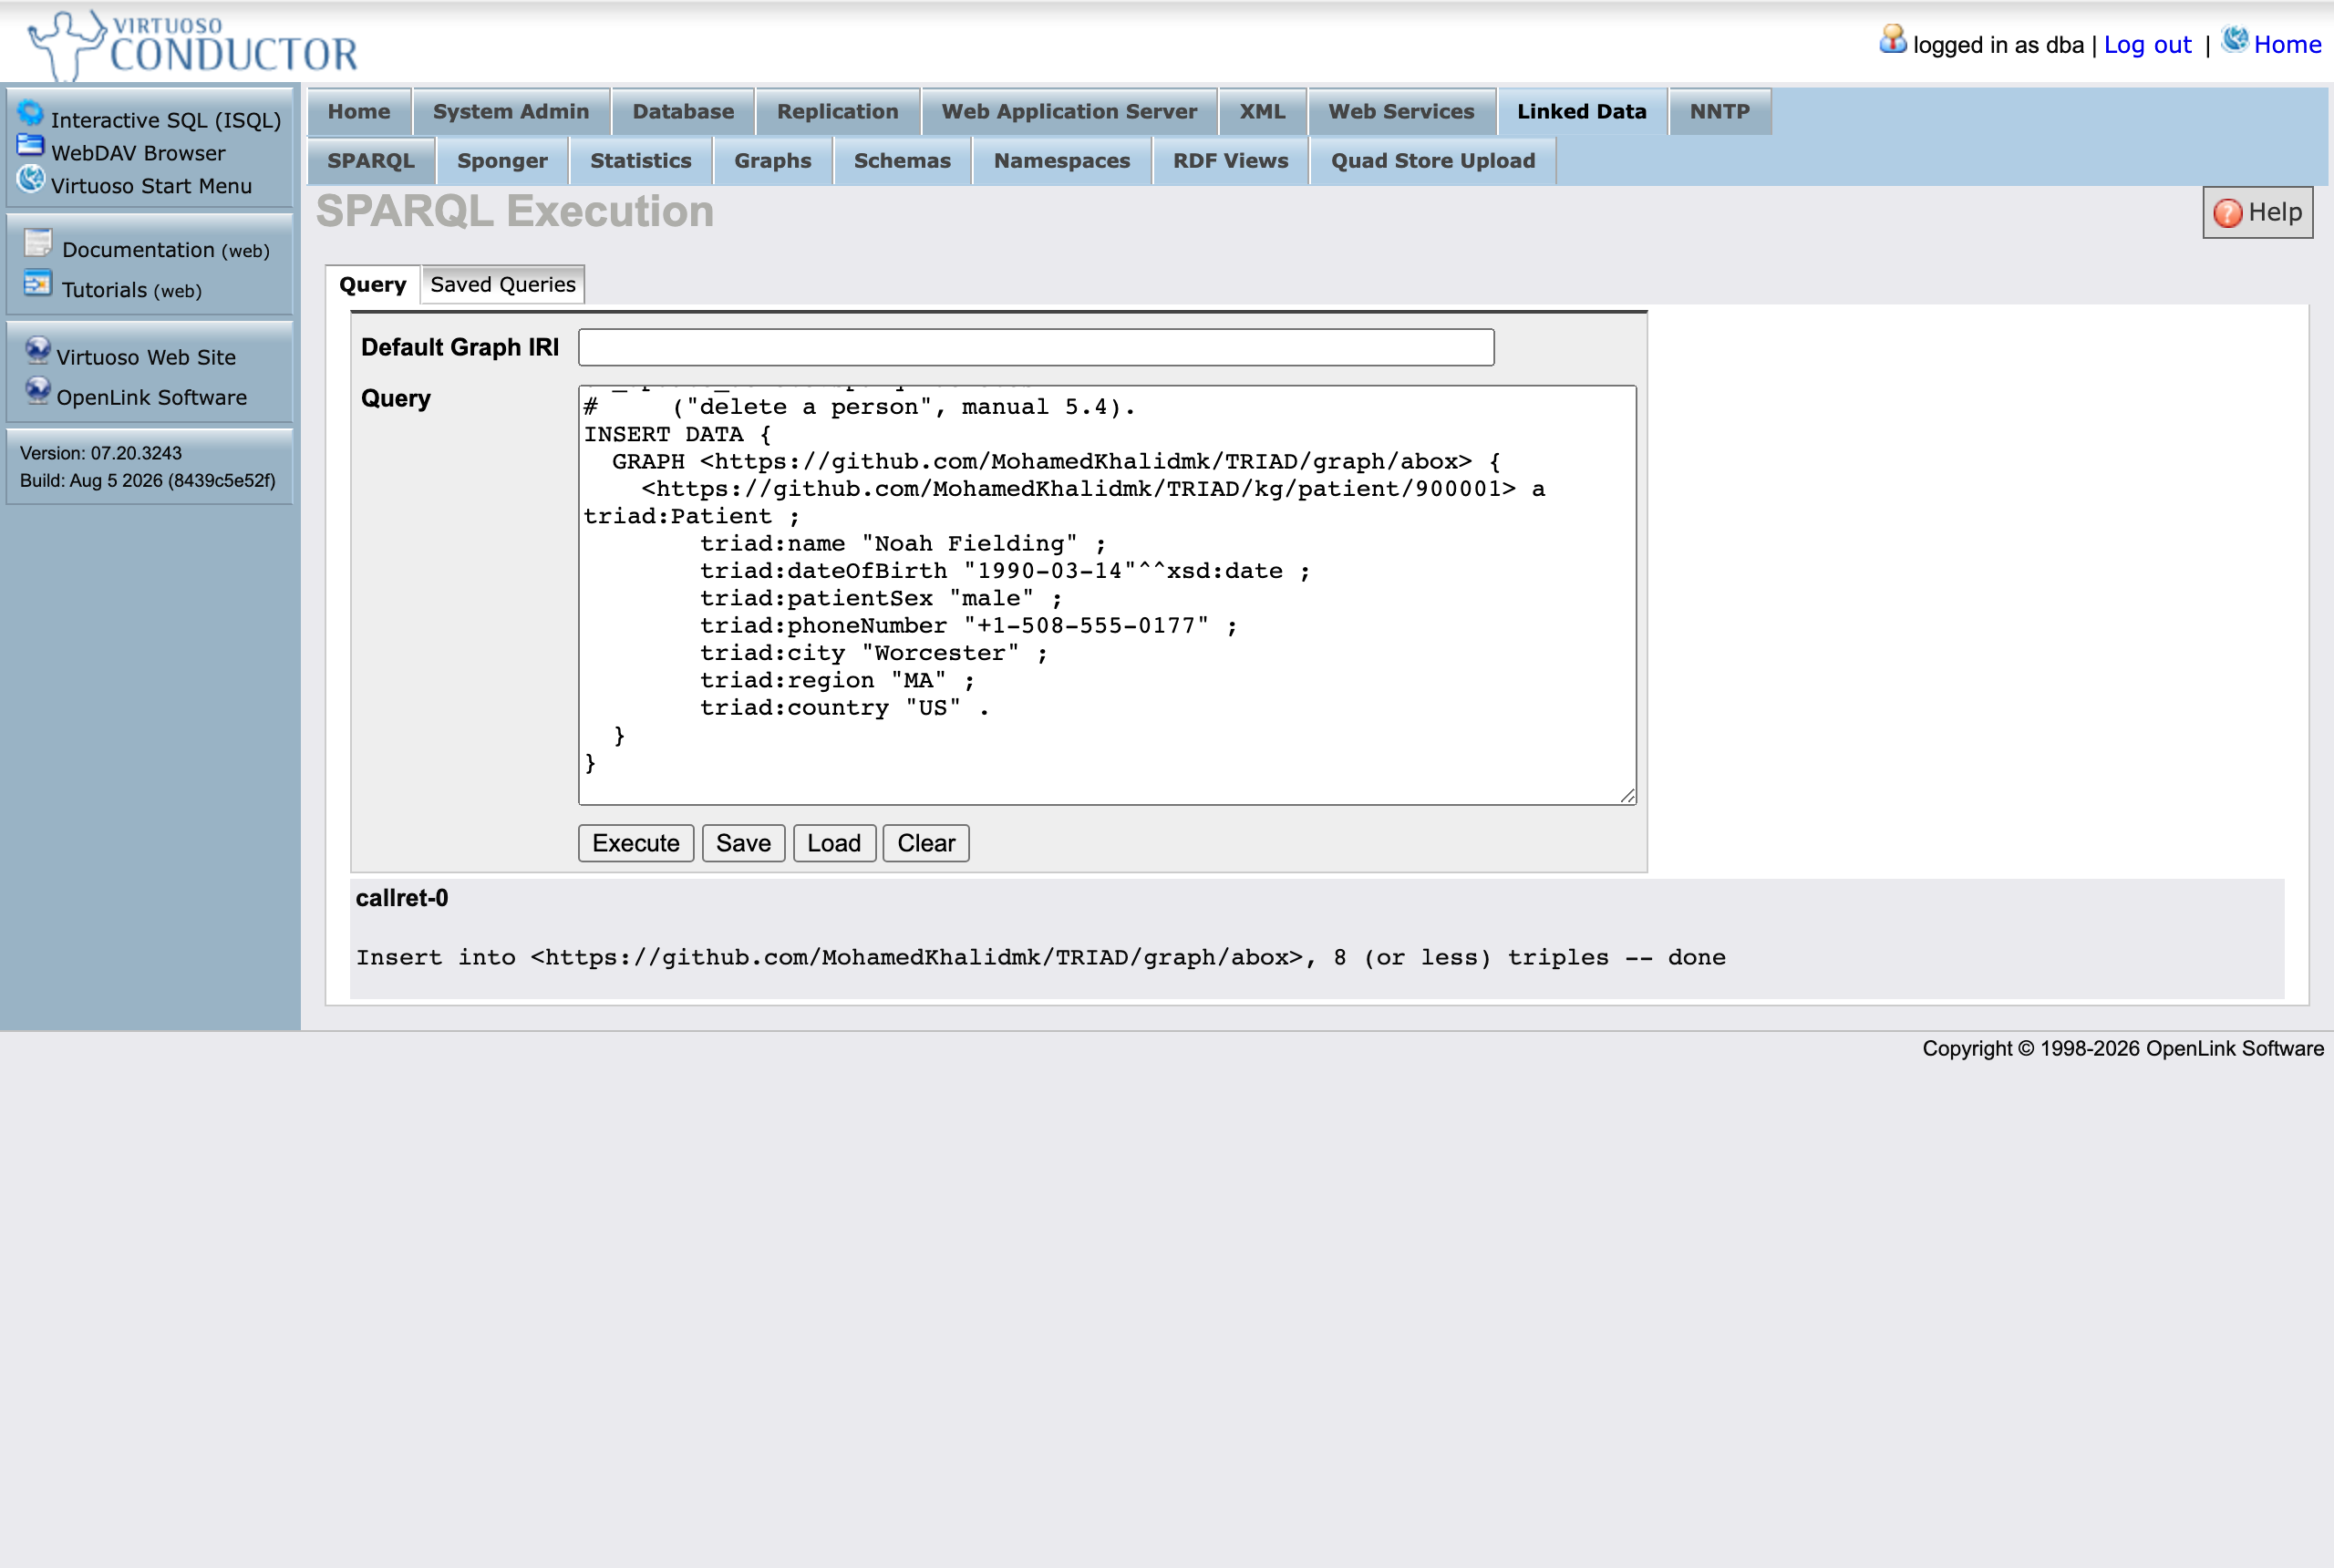 VIRTUOSO
CONDUCTOR
logged in as dba | Log out | Home
Interactive SQL (ISQL)
WebDAV Browser
Virtuoso Start Menu
Documentation (web)
Tutorials (web)
Virtuoso Web Site
OpenLink Software
Version: 07.20.3243
Build: Aug 5 2026 (8439c5e52f)
Home System Admin Database Replication Web Application Server XML Web Services Linked Data NNTP
SPARQL Sponger Statistics Graphs Schemas Namespaces RDF Views Quad Store Upload
SPARQL Execution
Help
Query Saved Queries
Default Graph IRI
Query
#     ("delete a person", manual 5.4).
INSERT DATA {
  GRAPH <https://github.com/MohamedKhalidmk/TRIAD/graph/abox> {
    <https://github.com/MohamedKhalidmk/TRIAD/kg/patient/900001> a
triad:Patient ;
        triad:name "Noah Fielding" ;
        triad:dateOfBirth "1990-03-14"^^xsd:date ;
        triad:patientSex "male" ;
        triad:phoneNumber "+1-508-555-0177" ;
        triad:city "Worcester" ;
        triad:region "MA" ;
        triad:country "US" .
  }
}
Execute Save Load Clear
callret-0
Insert into <https://github.com/MohamedKhalidmk/TRIAD/graph/abox>, 8 (or less) triples -- done
Copyright © 1998-2026 OpenLink Software